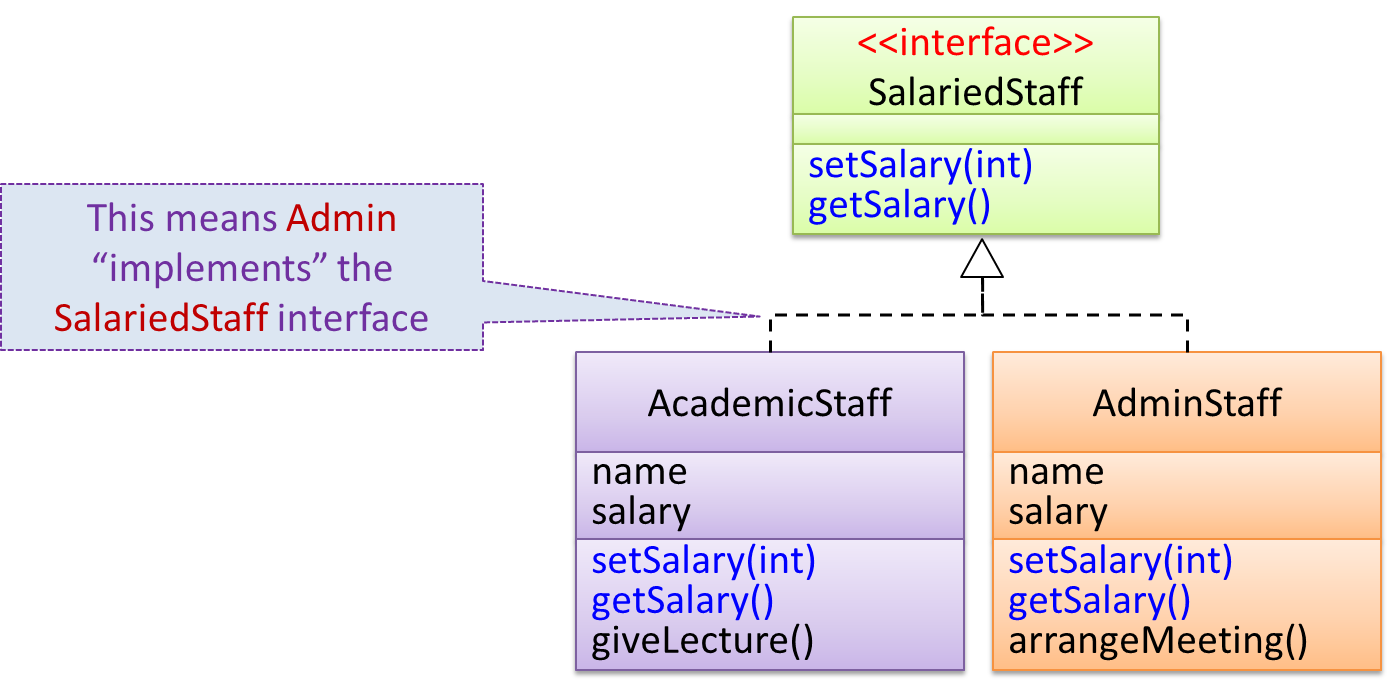 <<interface>>
SalariedStaff
setSalary(int)
getSalary()
This means Admin
“implements” the
SalariedStaff interface
AcademicStaff
name
salary
setSalary(int)
getSalary()
giveLecture()
AdminStaff
name
salary
setSalary(int)
getSalary()
arrangeMeeting()